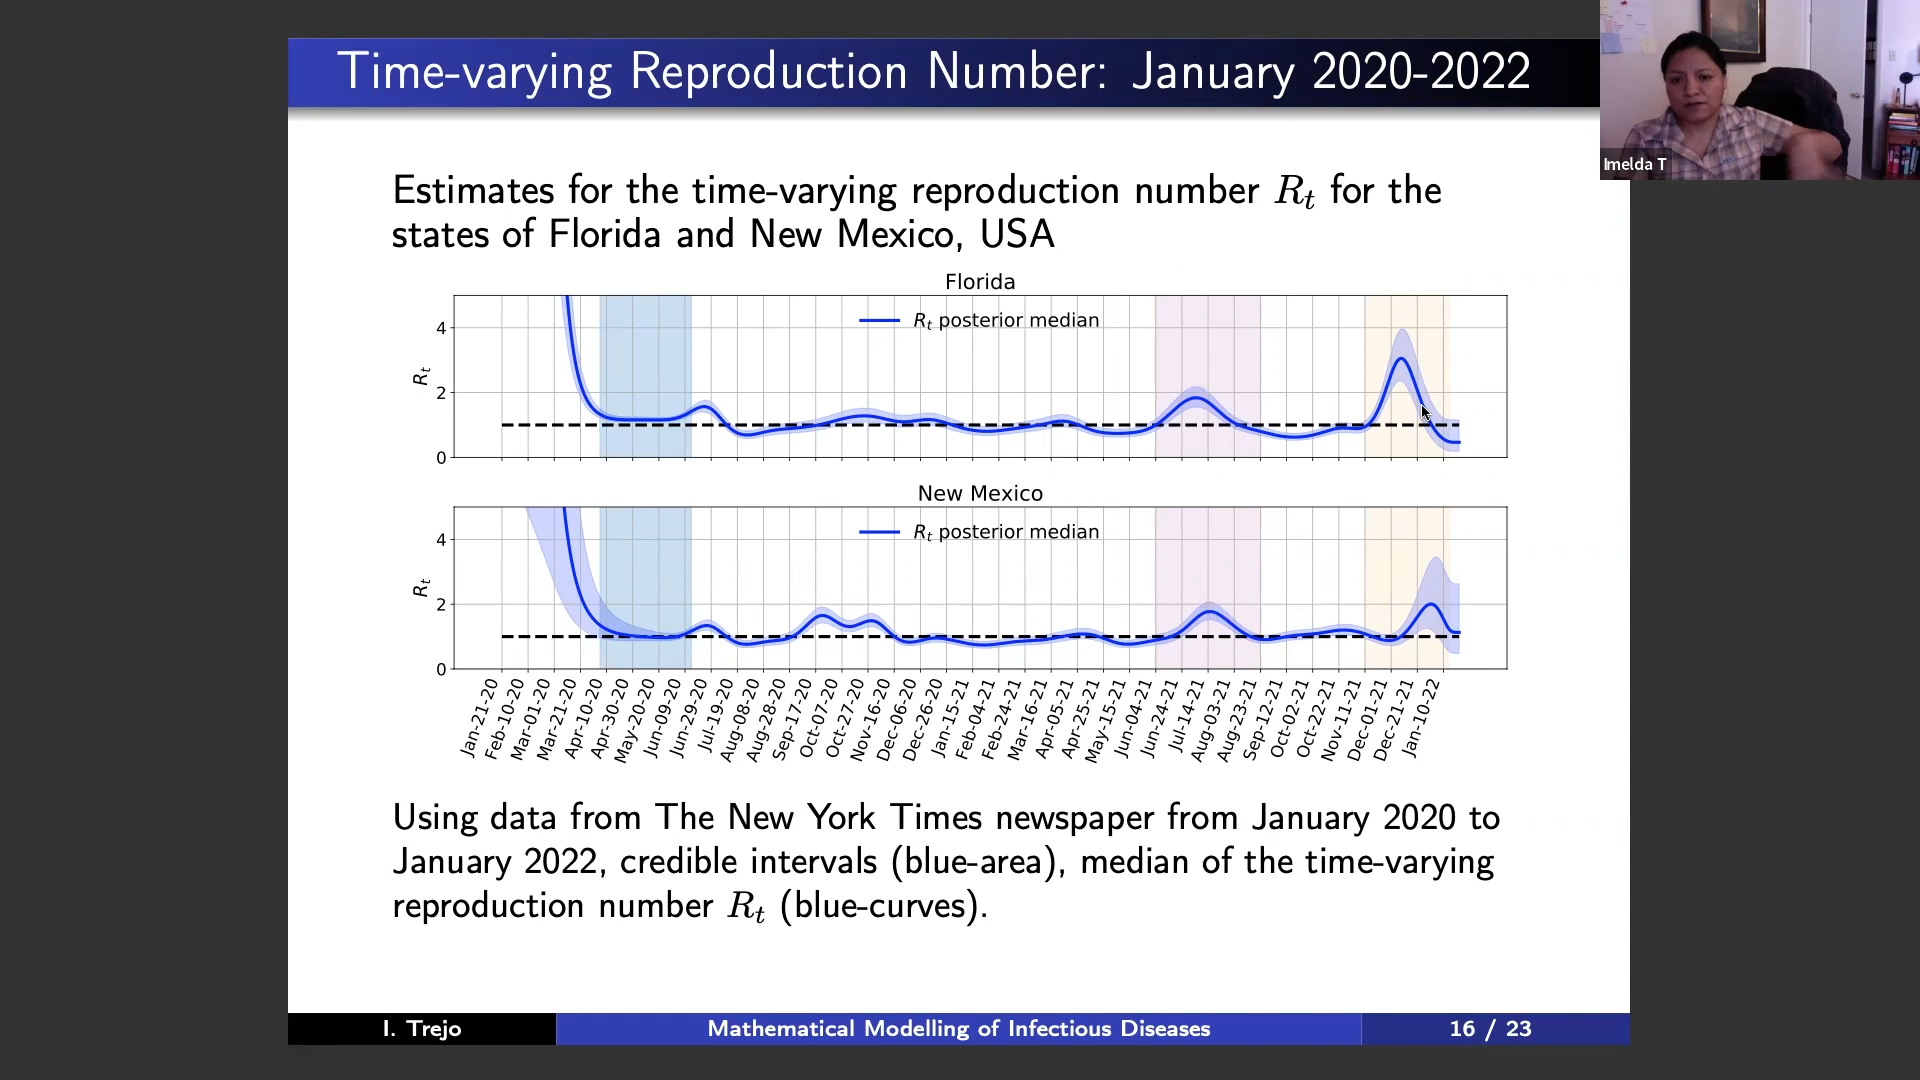 Time-varying Reproduction Number: January 2020-2022
Imelda T
Estimates for the time-varying reproduction number Rt for the
states of Florida and New Mexico, USA
Florida
Rt posterior median
Rt
4
2
0
New Mexico
Rt posterior median
Rt
4
2
0
Jan-21-20
Feb-10-20
Mar-01-20
Mar-21-20
Apr-10-20
Apr-30-20
May-20-20
Jun-09-20
Jun-29-20
Jul-19-20
Aug-08-20
Aug-28-20
Sep-17-20
Oct-07-20
Oct-27-20
Nov-16-20
Dec-06-20
Dec-26-20
Jan-15-21
Feb-04-21
Feb-24-21
Mar-16-21
Apr-05-21
Apr-25-21
May-15-21
Jun-04-21
Jun-24-21
Jul-14-21
Aug-03-21
Aug-23-21
Sep-12-21
Oct-02-21
Oct-22-21
Nov-11-21
Dec-01-21
Dec-21-21
Jan-10-22
Using data from The New York Times newspaper from January 2020 to
January 2022, credible intervals (blue-area), median of the time-varying
reproduction number Rt (blue-curves).
I. Trejo
Mathematical Modelling of Infectious Diseases
16 / 23